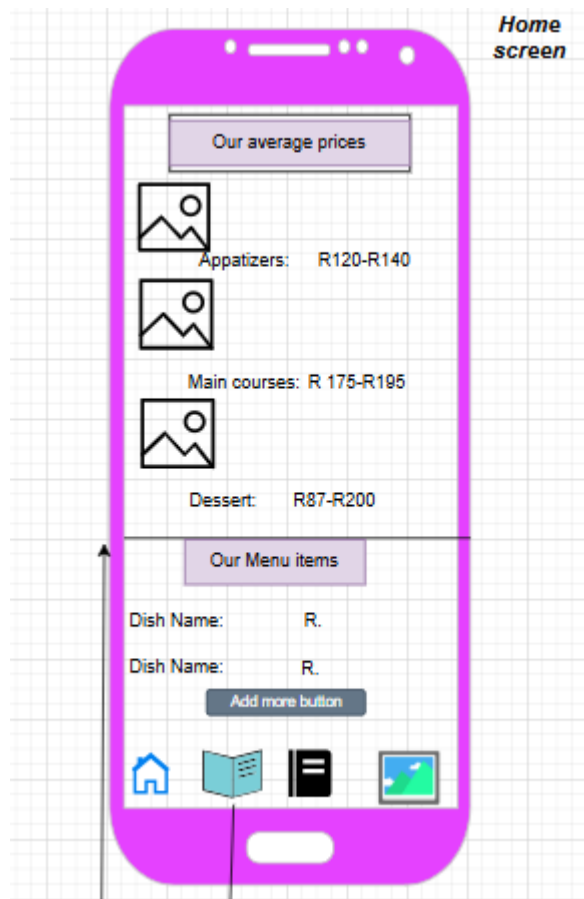 Home
screen
Our average prices
Appatizers: R120-R140
Main courses: R 175-R195
Dessert: R87-R200
Our Menu items
Dish Name: R.
Dish Name: R.
Add more button